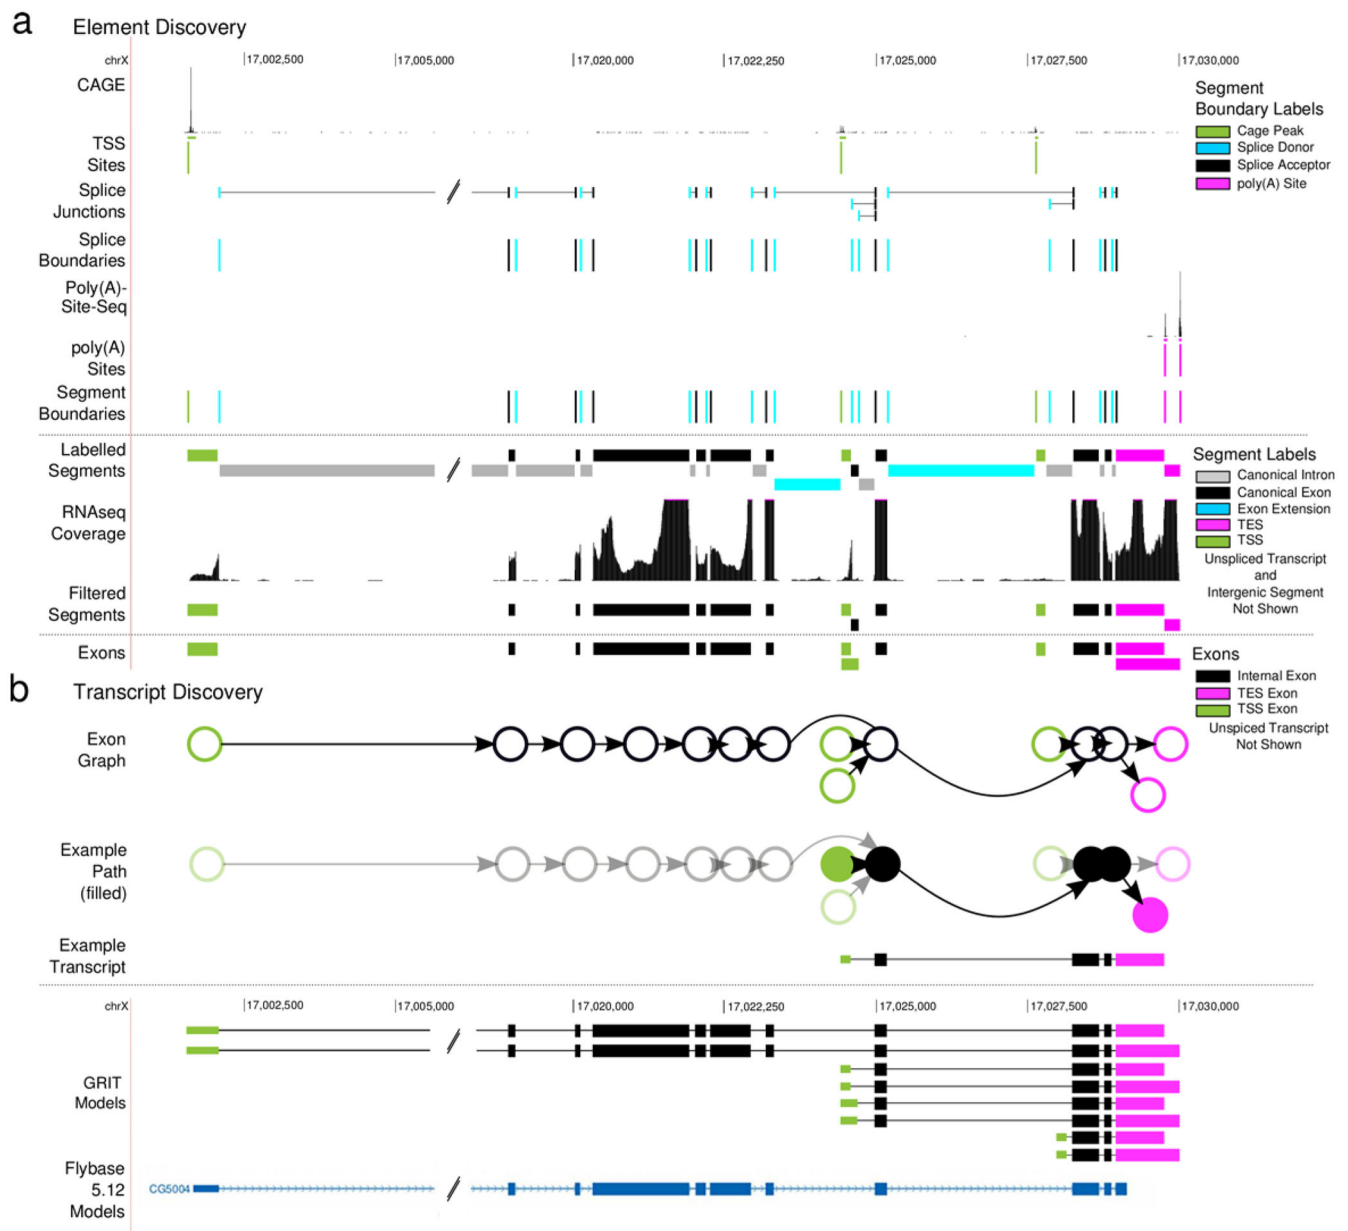 a Element Discovery
chrX 17,002,500 17,005,000 17,020,000 17,022,250 17,025,000 17,027,500 17,030,000
CAGE
TSS
Sites
Splice
Junctions
Splice
Boundaries
Poly(A)-
Site-Seq
poly(A)
Sites
Segment
Boundaries
Segment
Boundary Labels
Cage Peak
Splice Donor
Splice Acceptor
poly(A) Site
Labelled
Segments
RNAseq
Coverage
Filtered
Segments
Segment Labels
Canonical Intron
Canonical Exon
Exon Extension
TES
TSS
Unspliced Transcript
and
Intergenic Segment
Not Shown
Exons
Exons
Internal Exon
TES Exon
TSS Exon
Unspiced Transcript
Not Shown
b Transcript Discovery
Exon
Graph
Example
Path
(filled)
Example
Transcript
chrX 17,002,500 17,005,000 17,020,000 17,022,250 17,025,000 17,027,500 17,030,000
GRIT
Models
Flybase
5.12
Models
CG5004